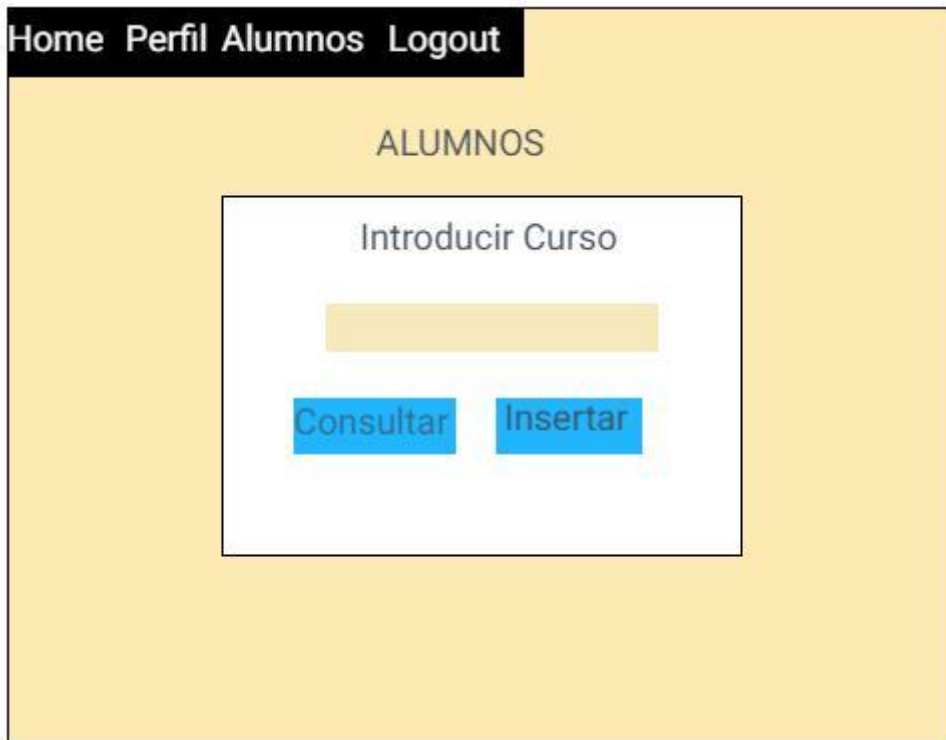 Home Perfil Alumnos Logout
ALUMNOS
Introducir Curso
Consultar Insertar